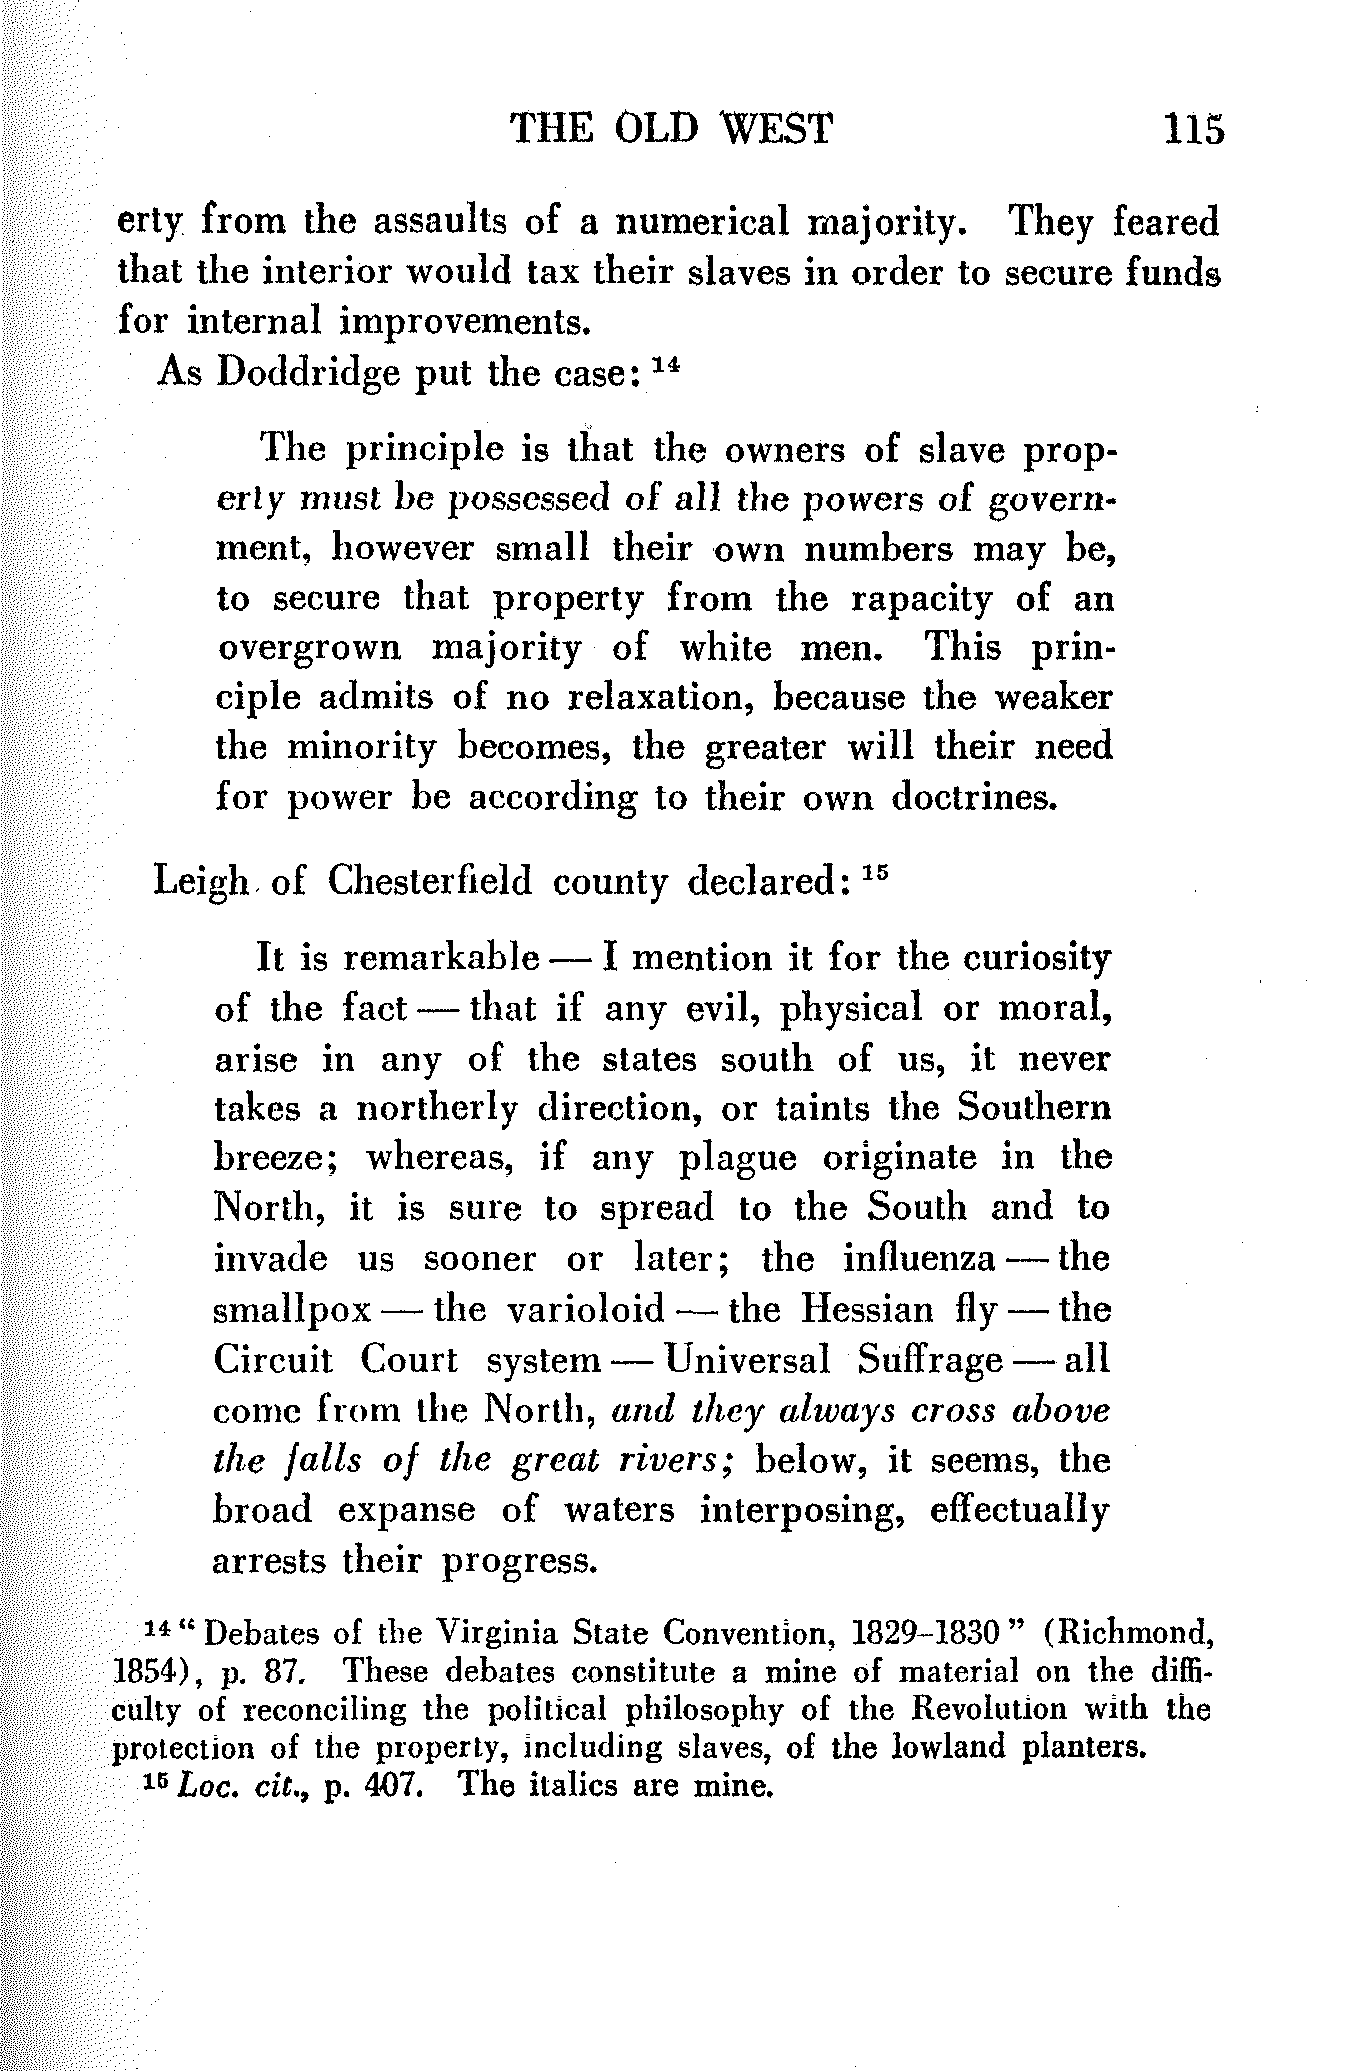 THE OLD WEST 115
erty from the assaults of a numerical majority. They feared
that the interior would tax their slaves in order to secure funds
for internal improvements.
As Doddridge put the case: 14
The principle is that the owners of slave prop-
erty must be possessed of all the powers of govern-
ment, however small their own numbers may be,
to secure that property from the rapacity of an
overgrown majority of white men. This prin-
ciple admits of no relaxation, because the weaker
the minority becomes, the greater will their need
for power be according to their own doctrines.
Leigh of Chesterfield county declared: 15
It is remarkable — I mention it for the curiosity
of the fact — that if any evil, physical or moral,
arise in any of the states south of us, it never
takes a northerly direction, or taints the Southern
breeze; whereas, if any plague originate in the
North, it is sure to spread to the South and to
invade us sooner or later; the influenza — the
smallpox — the varioloid — the Hessian fly — the
Circuit Court system — Universal Suffrage — all
come from the North, and they always cross above
the falls of the great rivers; below, it seems, the
broad expanse of waters interposing, effectually
arrests their progress.
14 “ Debates of the Virginia State Convention, 1829–1830 ” (Richmond,
1854), p. 87. These debates constitute a mine of material on the diffi-
culty of reconciling the political philosophy of the Revolution with the
protection of the property, including slaves, of the lowland planters.
15 Loc. cit., p. 407. The italics are mine.